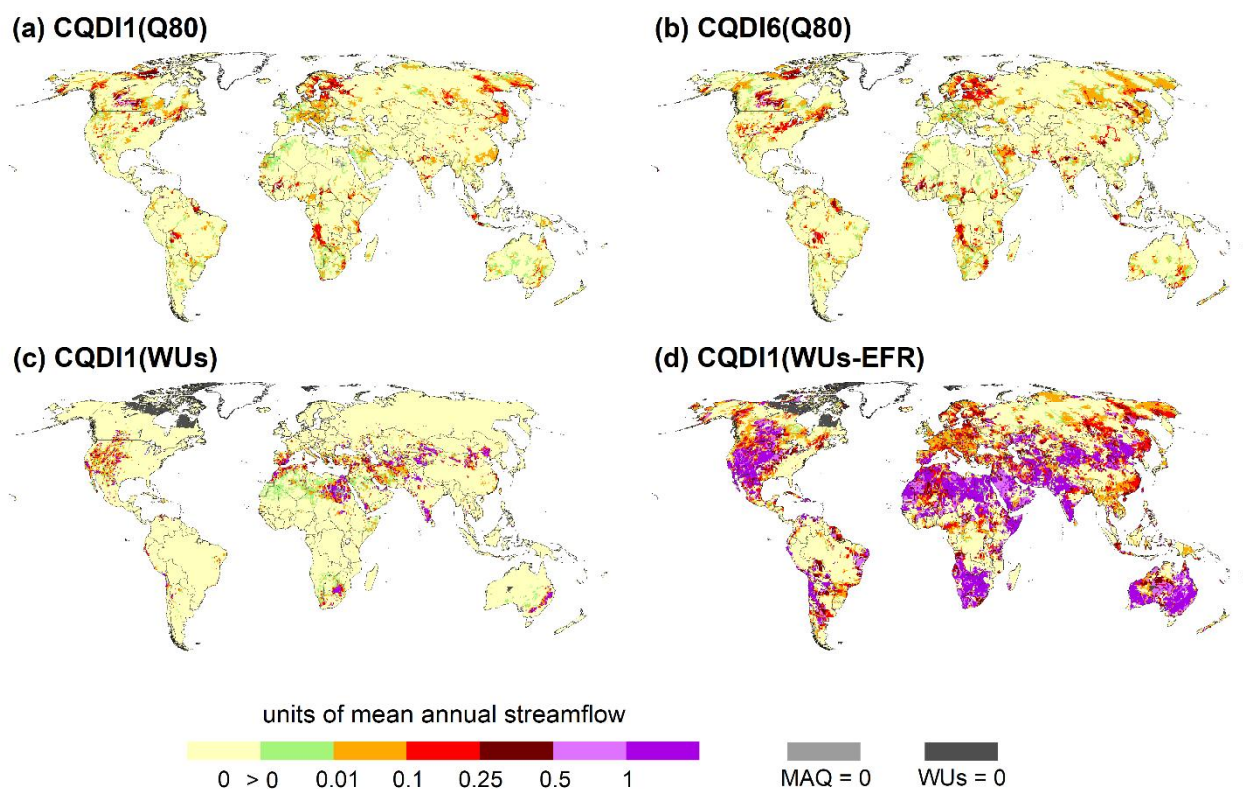 (a) CQDI1(Q80)
(b) CQDI6(Q80)
(c) CQDI1(WUs)
(d) CQDI1(WUs-EFR)
units of mean annual streamflow
0 > 0 0.01 0.1 0.25 0.5 1
MAQ = 0
WUs = 0